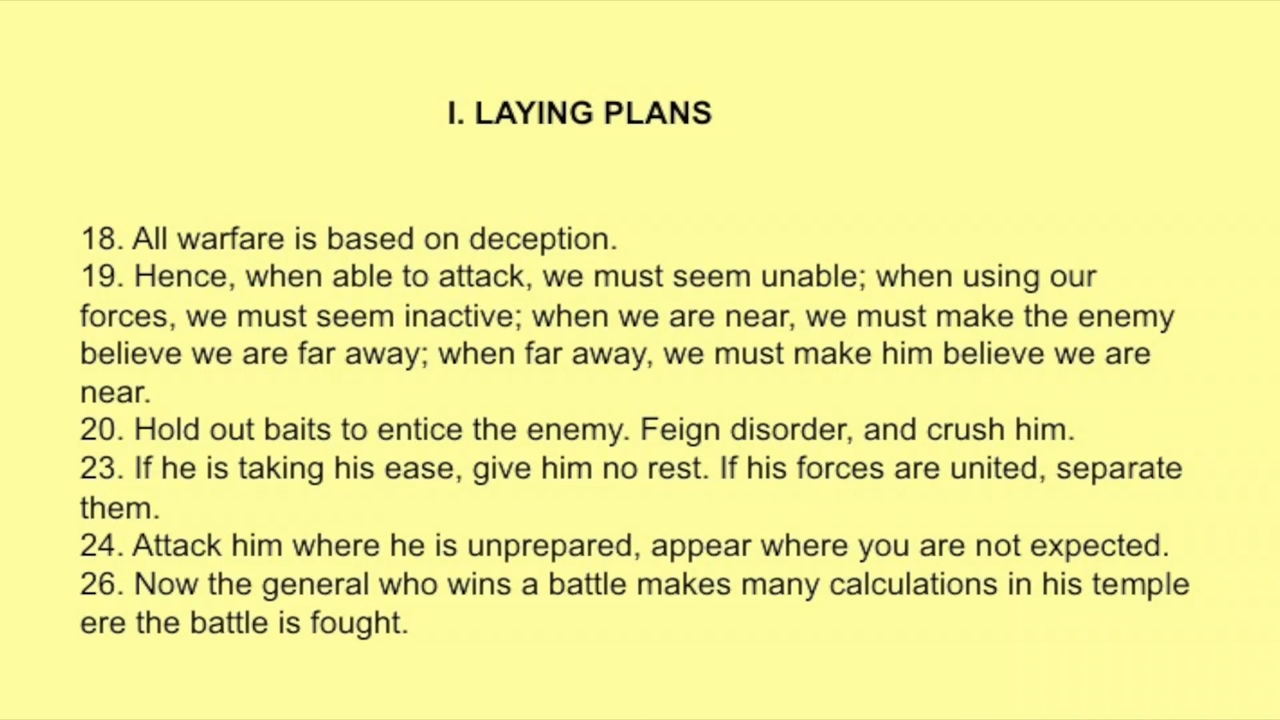 I. LAYING PLANS
18. All warfare is based on deception.
19. Hence, when able to attack, we must seem unable; when using our
forces, we must seem inactive; when we are near, we must make the enemy
believe we are far away; when far away, we must make him believe we are
near.
20. Hold out baits to entice the enemy. Feign disorder, and crush him.
23. If he is taking his ease, give him no rest. If his forces are united, separate
them.
24. Attack him where he is unprepared, appear where you are not expected.
26. Now the general who wins a battle makes many calculations in his temple
ere the battle is fought.